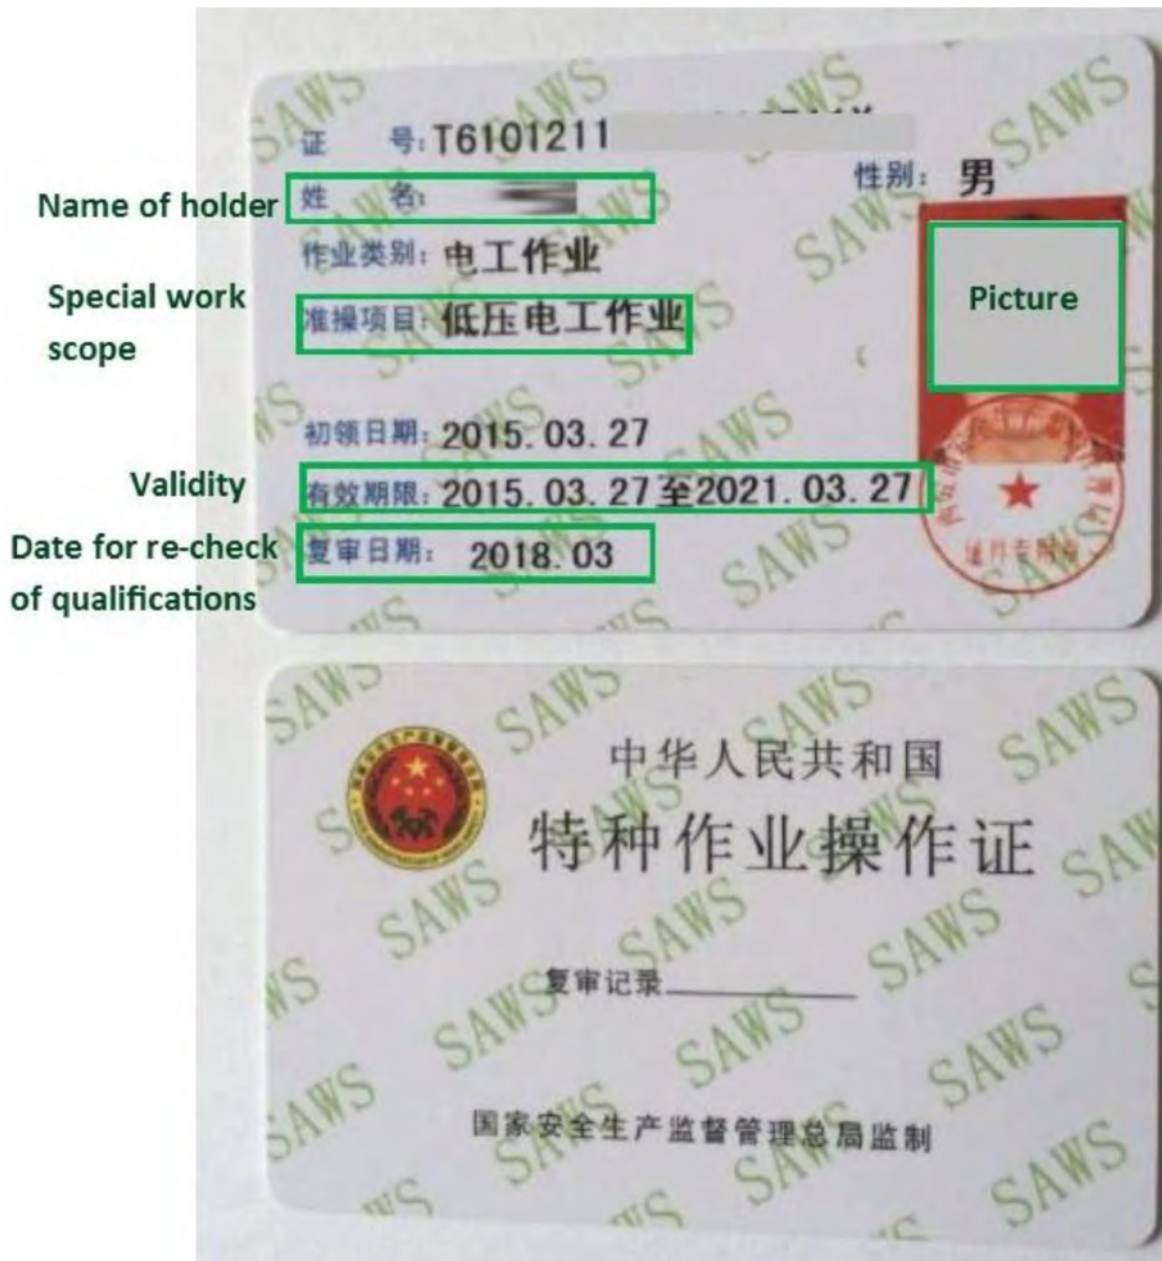 证 号: T6101211
性别: 男
Name of holder
姓 名:
作业类别: 电工作业
Special work
scope
准操项目: 低压电工作业
Picture
初领日期: 2015.03.27
Validity
有效期限: 2015.03.27至2021.03.27
Date for re-check
of qualifications
复审日期: 2018.03
SAWS
中华人民共和国
特种作业操作证
复审记录
国家安全生产监督管理总局监制